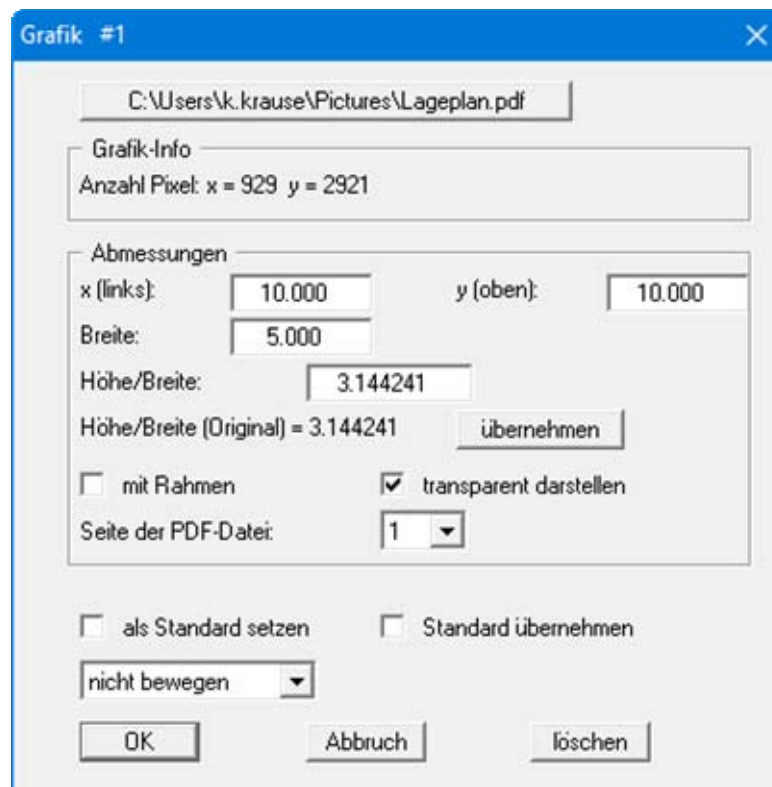 Grafik #1
C:\Users\k.krause\Pictures\Lageplan.pdf
Grafik-Info
Anzahl Pixel: x = 929 y = 2921
Abmessungen
x (links): 10.000 y (oben): 10.000
Breite: 5.000
Höhe/Breite: 3.144241
Höhe/Breite (Original) = 3.144241 übernehmen
mit Rahmen transparent darstellen
Seite der PDF-Datei: 1
als Standard setzen Standard übernehmen
nicht bewegen
OK Abbruch löschen